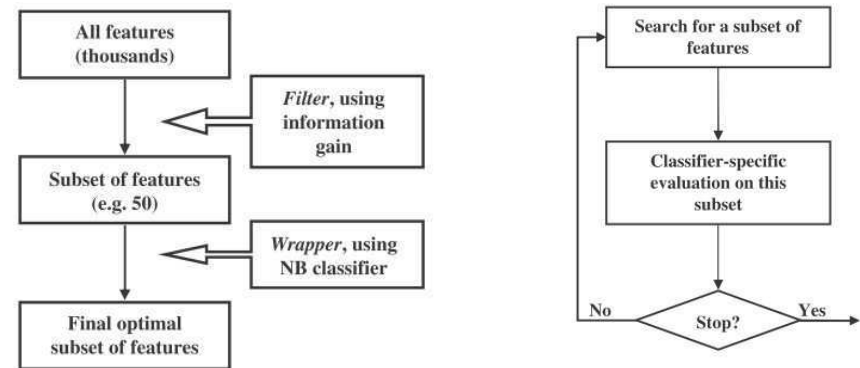 All features
(thousands)
Filter, using
information
gain
Subset of features
(e.g. 50)
Wrapper, using
NB classifier
Final optimal
subset of features
Search for a subset of
features
Classifier-specific
evaluation on this
subset
No
Stop?
Yes